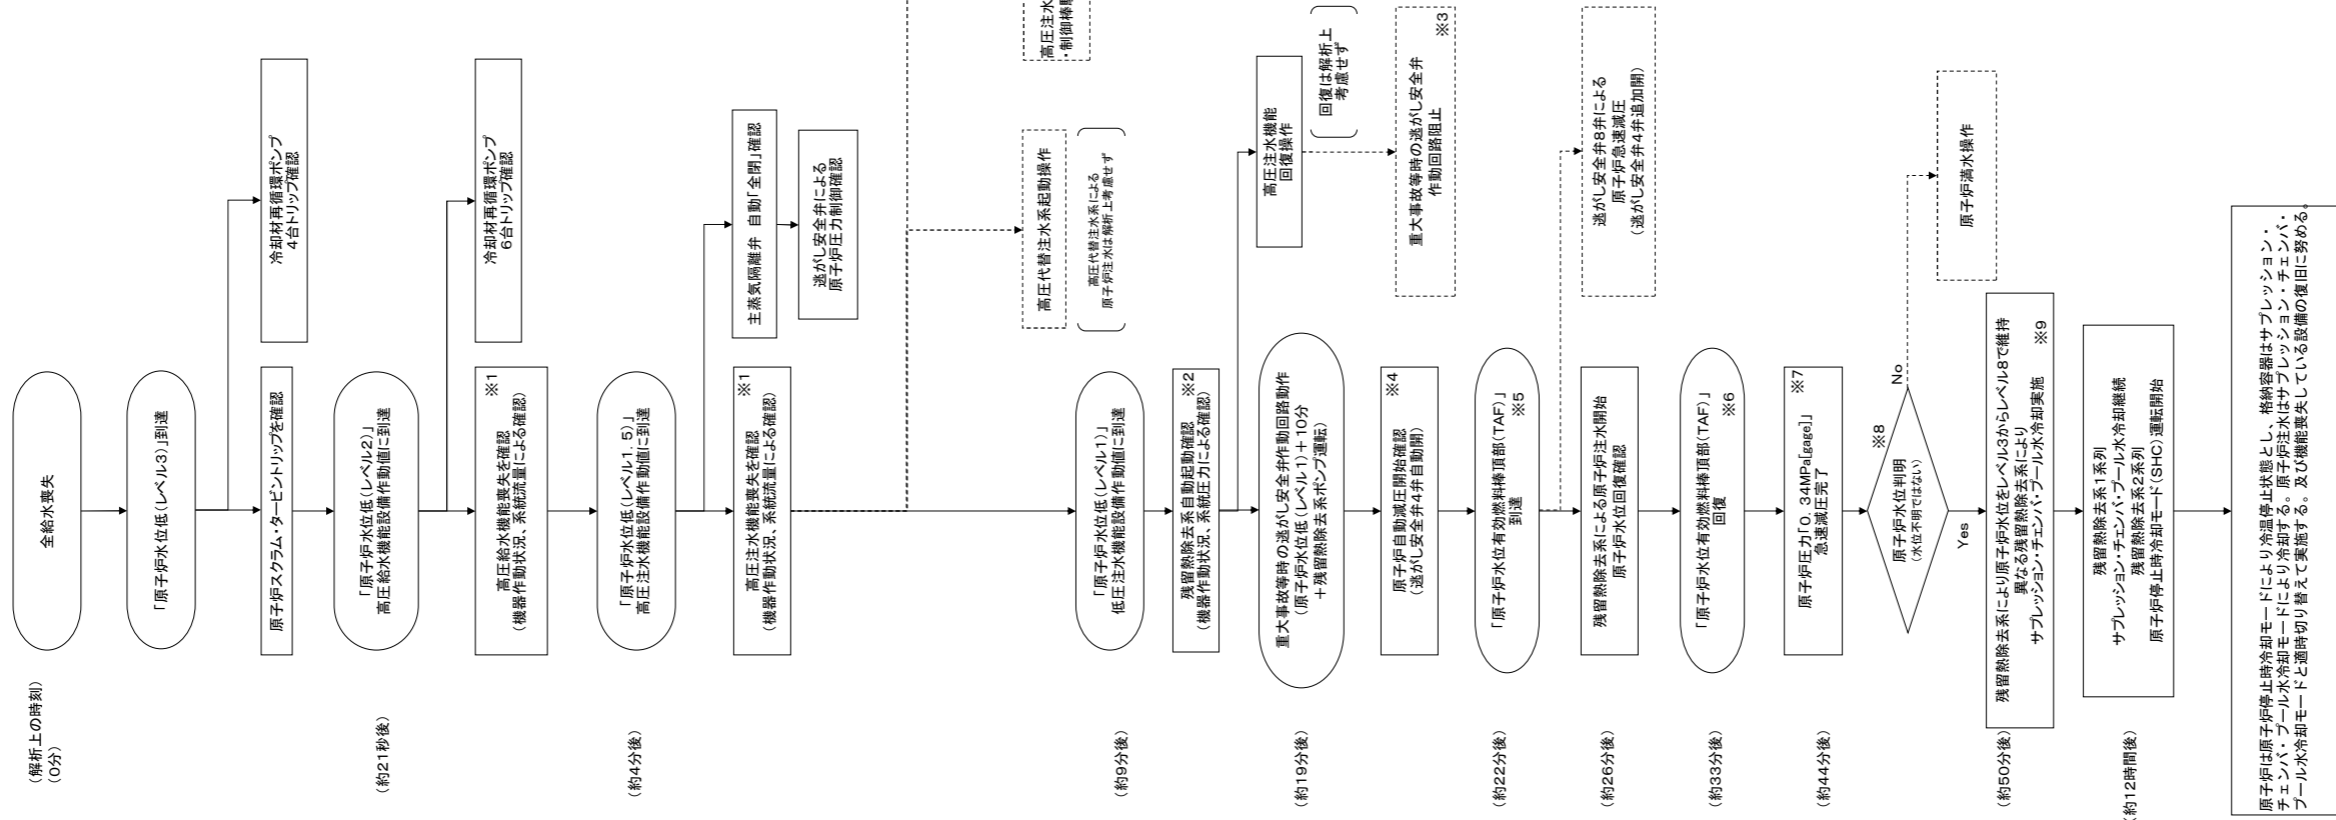 （解析上の時刻）
（0分）
全給水喪失
「原子炉水位低（レベル3）」到達
冷却材再循環ポンプ
4台トリップ確認
原子炉スクラム・タービントリップを確認
（約21秒後）
「原子炉水位低（レベル2）」
高圧給水機能設備作動値に到達
冷却材再循環ポンプ
6台トリップ確認
高圧給水機能喪失を確認
（機器作動状況、系統流量による確認）
※1
（約4分後）
「原子炉水位低（レベル1．5）」
高圧注水機能設備作動値に到達
主蒸気隔離弁 自動「全閉」確認
逃がし安全弁による
原子炉圧力制御確認
高圧注水機能喪失を確認
（機器作動状況、系統流量による確認）
※1
高圧注水
・制御棒
高圧代替注水系起動操作
高圧代替注水系による
原子炉注水は解析上考慮せず
（約9分後）
「原子炉水位低（レベル1）」
低圧注水機能設備作動値に到達
残留熱除去系自動起動確認
（機器作動状況、系統圧力による確認）
※2
高圧注水機能
回復操作
回復は解析上
考慮せず
（約19分後）
重大事故等時の逃がし安全弁作動回路動作
（原子炉水位低（レベル1）＋10分
＋残留熱除去系ポンプ運転）
重大事故等時の逃がし安全弁
作動回路阻止
※3
原子炉自動減圧開始確認
（逃がし安全弁4弁自動開）
※4
（約22分後）
「原子炉水位有効燃料棒頂部（TAF）」
到達
※5
逃がし安全弁8弁による
原子炉急速減圧
（逃がし安全弁4弁追加開）
（約26分後）
残留熱除去系による原子炉注水開始
原子炉水位回復確認
（約33分後）
「原子炉水位有効燃料棒頂部（TAF）」
回復
※6
（約44分後）
原子炉圧力「0．34MPa[gage]」
急速減圧完了
※7
※8
原子炉水位判明
（水位不明ではない）
No
Yes
原子炉満水操作
（約50分後）
残留熱除去系により原子炉水位をレベル3からレベル8で維持
異なる残留熱除去系により
サプレッション・チェンバ・プール水冷却実施
※9
（約12時間後）
残留熱除去系1系列
サプレッション・チェンバ・プール水冷却継続
残留熱除去系2系列
原子炉停止時冷却モード（SHC）運転開始
原子炉は原子炉停止時冷却モードにより冷温停止状態とし、格納容器はサプレッション・
チェンバ・プール水冷却モードにより冷却する。原子炉注水はサプレッション・チェンバ・
プール水冷却モードと適時切り替えて実施する。及び機能喪失している設備の復旧に努める。